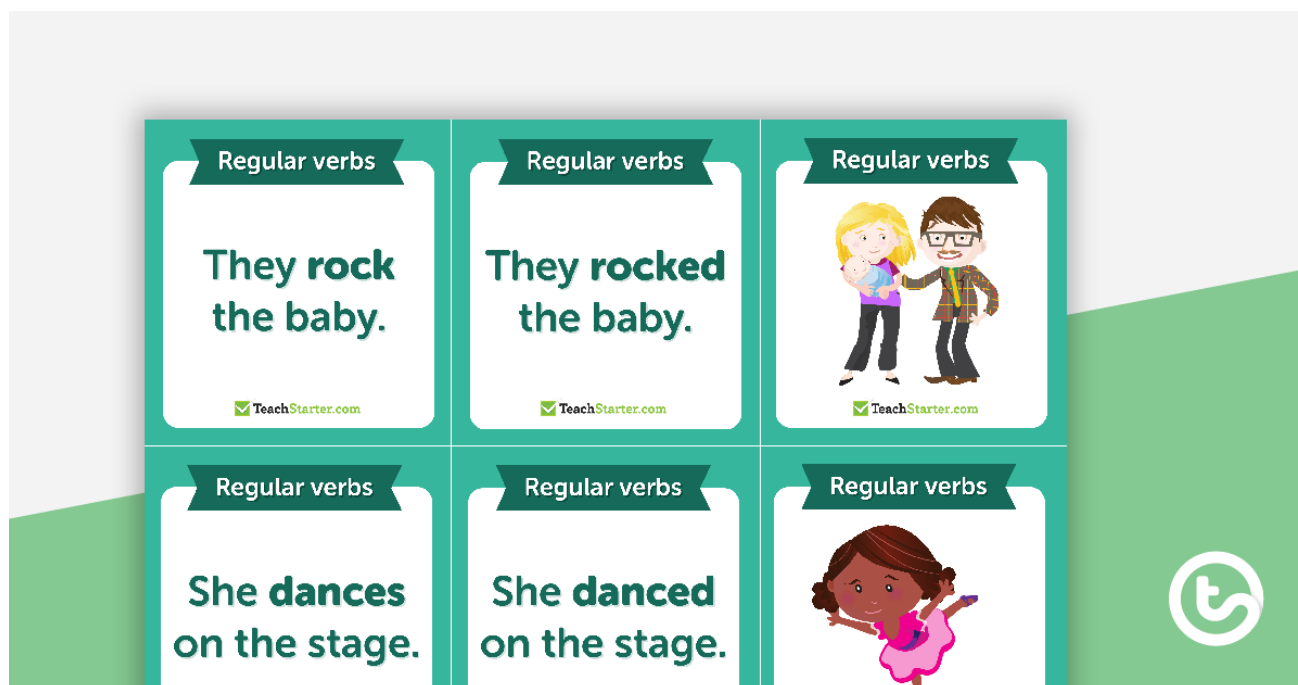 Regular verbs
They rock
the baby.
TeachStarter.com
Regular verbs
They rocked
the baby.
TeachStarter.com
Regular verbs
TeachStarter.com
Regular verbs
She dances
on the stage.
Regular verbs
She danced
on the stage.
Regular verbs
t